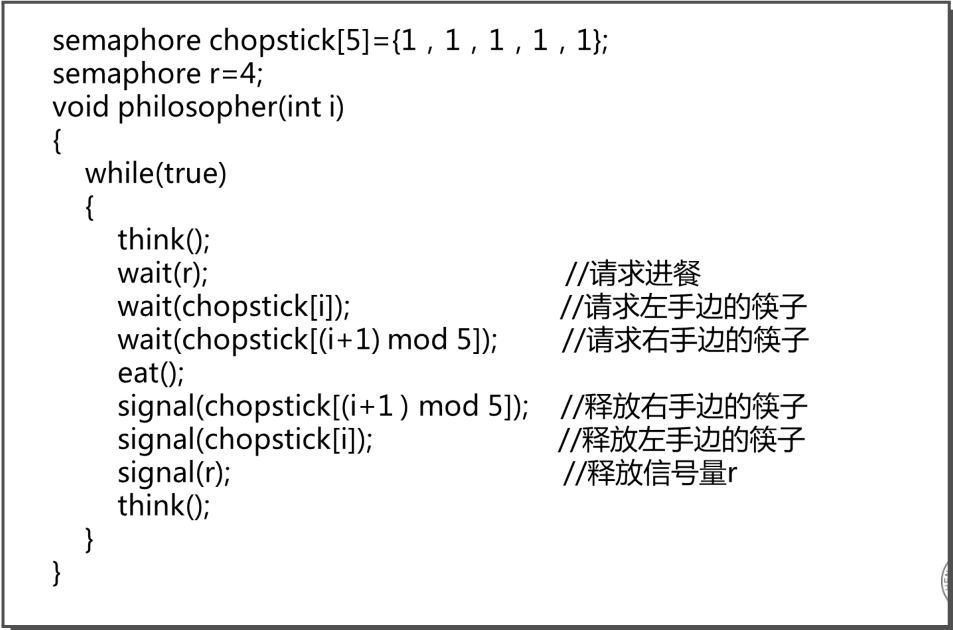 semaphore chopstick[5]={1 , 1 , 1 , 1 , 1};
semaphore r=4;
void philosopher(int i)
{
while(true)
{
think();
wait(r); //请求进餐
wait(chopstick[i]); //请求左手边的筷子
wait(chopstick[(i+1) mod 5]); //请求右手边的筷子
eat();
signal(chopstick[(i+1 ) mod 5]); //释放右手边的筷子
signal(chopstick[i]); //释放左手边的筷子
signal(r); //释放信号量r
think();
}
}